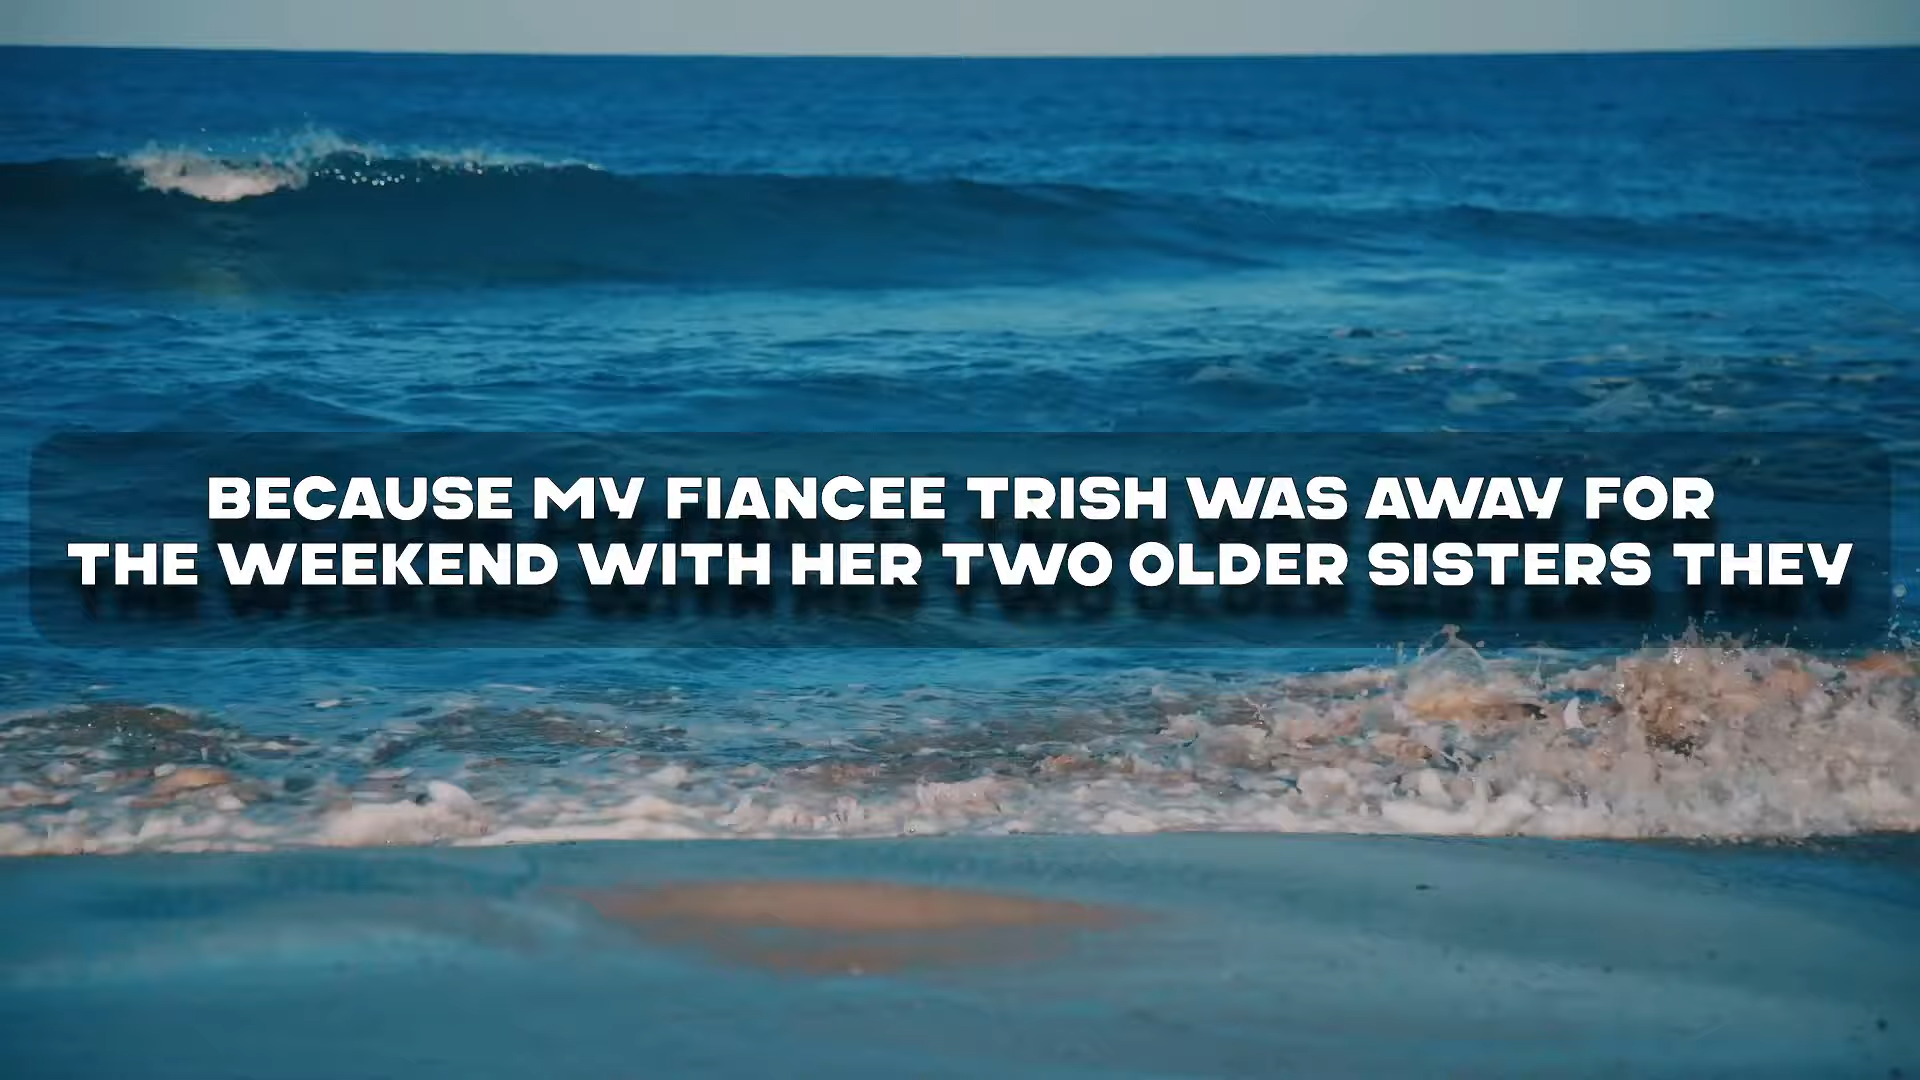 BECAUSE MY FIANCEE TRISH WAS AWAY FOR
THE WEEKEND WITH HER TWO OLDER SISTERS THEY